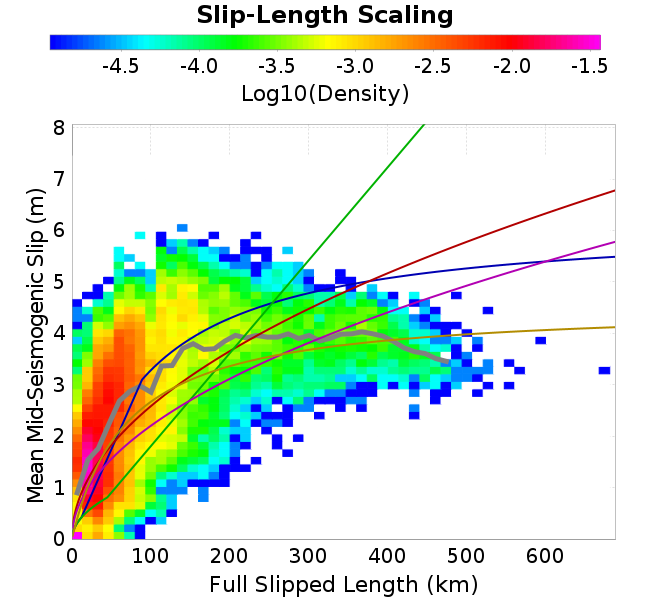 Slip-Length Scaling
-4.5 -4.0 -3.5 -3.0 -2.5 -2.0 -1.5
Log10(Density)
8
7
6
5
4
3
2
1
0
Mean Mid-Seismogenic Slip (m)
0 100 200 300 400 500 600
Full Slipped Length (km)